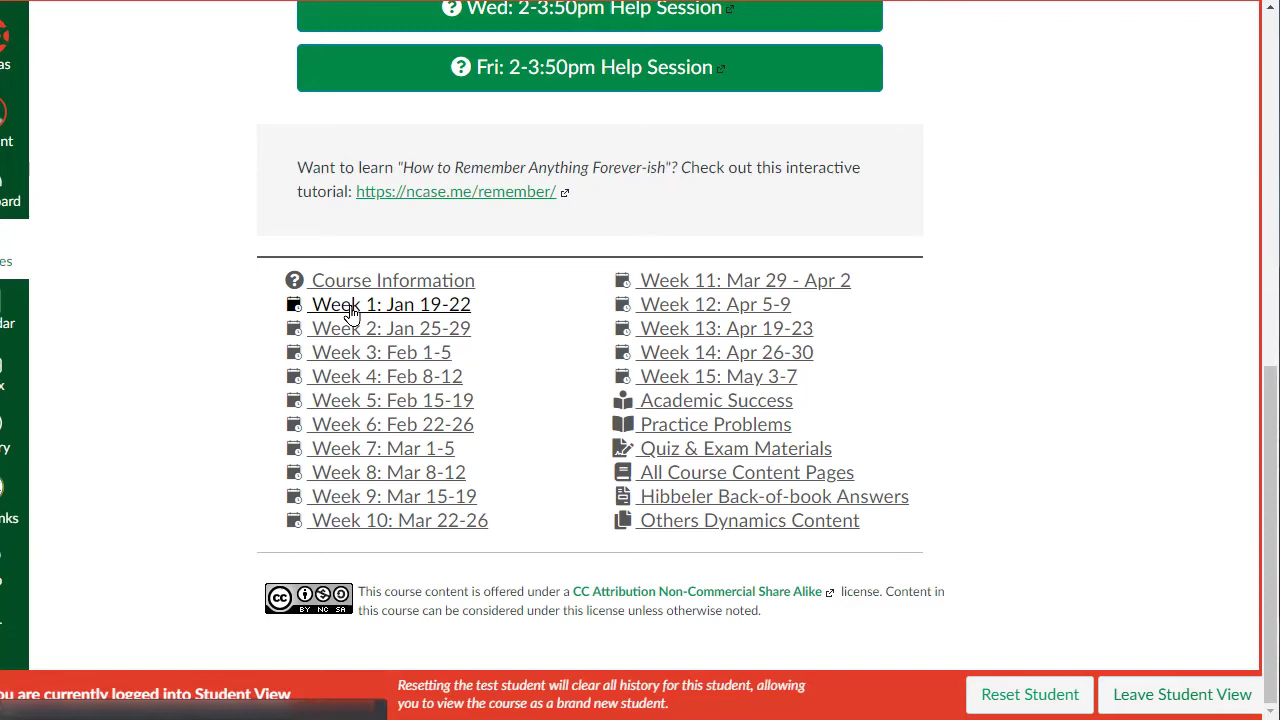 Wed: 2-3:50pm Help Session
Fri: 2-3:50pm Help Session
Want to learn "How to Remember Anything Forever-ish"? Check out this interactive
tutorial: https://ncase.me/remember/
Course Information
Week 1: Jan 19-22
Week 2: Jan 25-29
Week 3: Feb 1-5
Week 4: Feb 8-12
Week 5: Feb 15-19
Week 6: Feb 22-26
Week 7: Mar 1-5
Week 8: Mar 8-12
Week 9: Mar 15-19
Week 10: Mar 22-26
Week 11: Mar 29 - Apr 2
Week 12: Apr 5-9
Week 13: Apr 19-23
Week 14: Apr 26-30
Week 15: May 3-7
Academic Success
Practice Problems
Quiz & Exam Materials
All Course Content Pages
Hibbeler Back-of-book Answers
Others Dynamics Content
CC BY NC SA
This course content is offered under a CC Attribution Non-Commercial Share Alike license. Content in
this course can be considered under this license unless otherwise noted.
ou are currently logged into Student View
Resetting the test student will clear all history for this student, allowing
you to view the course as a brand new student.
Reset Student
Leave Student View